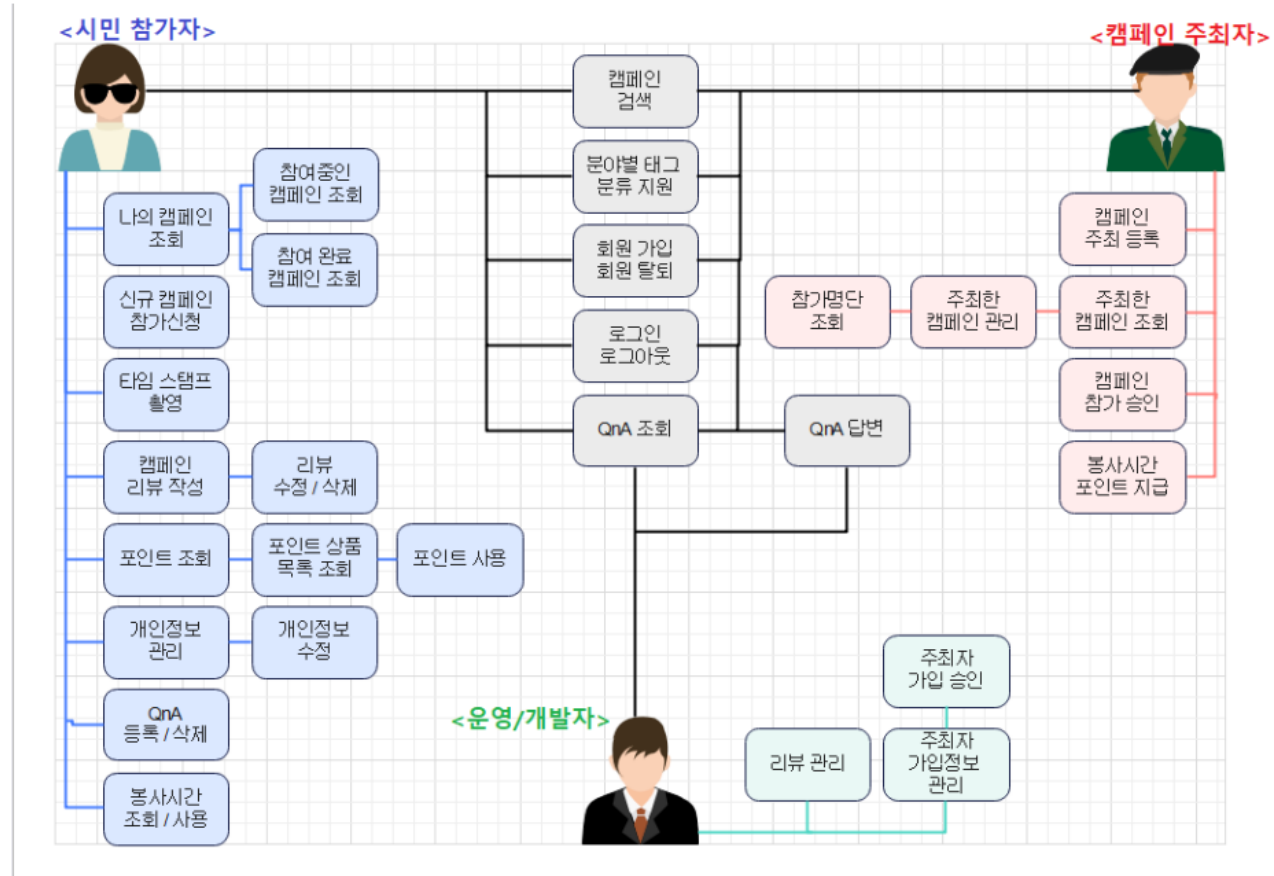 <시민 참가자>
<캠페인 주최자>
캠페인
검색
분야별 태그
분류 지원
회원 가입
회원 탈퇴
로그인
로그아웃
QnA 조회
QnA 답변
나의 캠페인
조회
참여중인
캠페인 조회
참여 완료
캠페인 조회
신규 캠페인
참가신청
타임 스탬프
촬영
캠페인
리뷰 작성
리뷰
수정 / 삭제
포인트 조회
포인트 상품
목록 조회
포인트 사용
개인정보
관리
개인정보
수정
QnA
등록 / 삭제
봉사시간
조회 / 사용
캠페인
주최 등록
참가명단
조회
주최한
캠페인 관리
주최한
캠페인 조회
캠페인
참가 승인
봉사시간
포인트 지급
<운영/개발자>
주최자
가입 승인
리뷰 관리
주최자
가입정보
관리